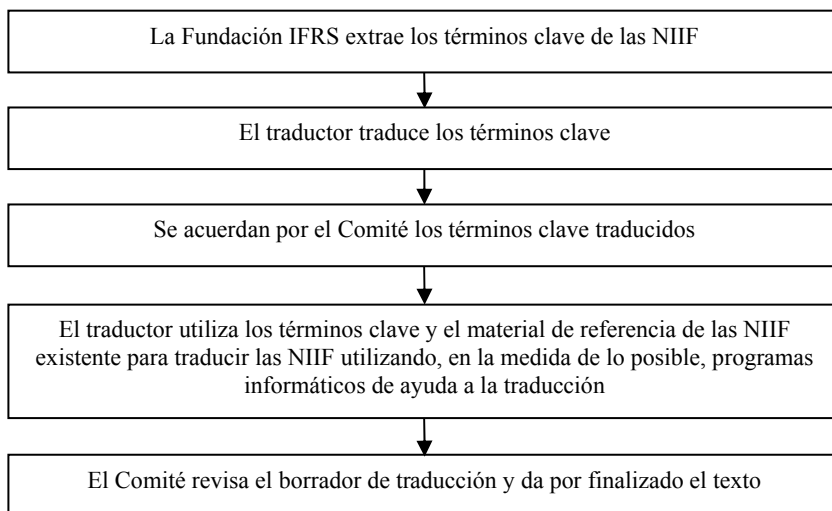 La Fundación IFRS extrae los términos clave de las NIIF
El traductor traduce los términos clave
Se acuerdan por el Comité los términos clave traducidos
El traductor utiliza los términos clave y el material de referencia de las NIIF
existente para traducir las NIIF utilizando, en la medida de lo posible, programas
informáticos de ayuda a la traducción
El Comité revisa el borrador de traducción y da por finalizado el texto